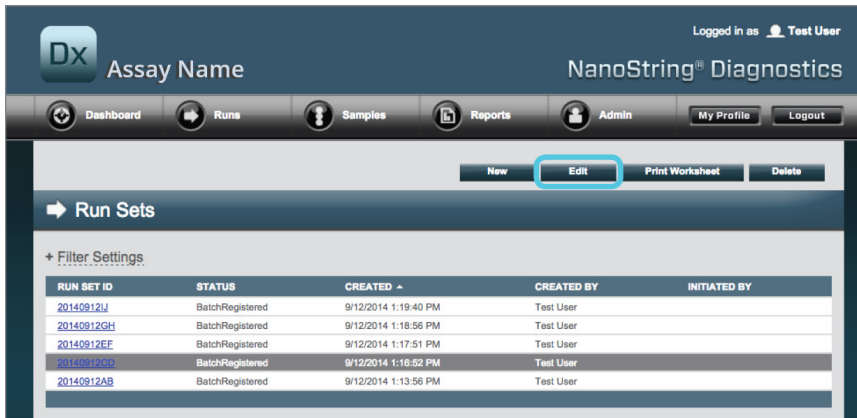 Logged in as Test User
Dx Assay Name NanoString® Diagnostics
Dashboard Runs Samples Reports Admin My Profile Logout
New Edit Print Worksheet Delete
Run Sets
+ Filter Settings
RUN SET ID STATUS CREATED CREATED BY INITIATED BY
20140912IJ BatchRegistered 9/12/2014 1:19:40 PM Test User
20140912GH BatchRegistered 9/12/2014 1:18:56 PM Test User
20140912EF BatchRegistered 9/12/2014 1:17:51 PM Test User
20140912CD BatchRegistered 9/12/2014 1:16:52 PM Test User
20140912AB BatchRegistered 9/12/2014 1:13:56 PM Test User